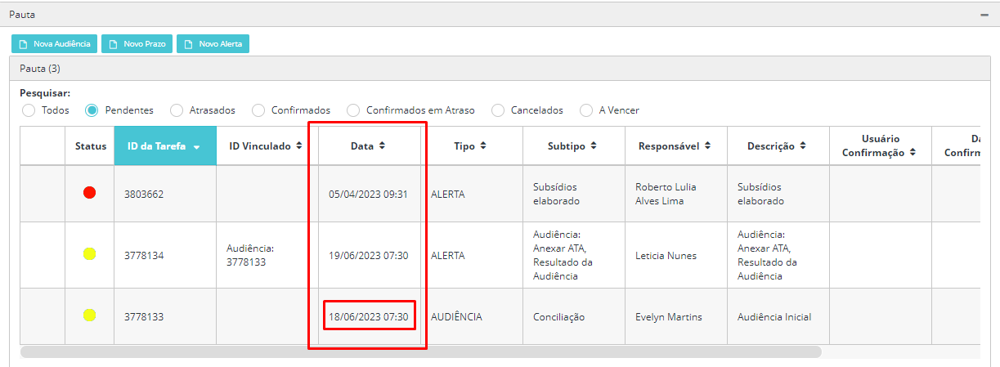 Pauta
Nova Audiência Novo Prazo Novo Alerta
Pauta (3)
Pesquisar:
Todos Pendentes Atrasados Confirmados Confirmados em Atraso Cancelados A Vencer
Status ID da Tarefa ID Vinculado Data Tipo Subtipo Responsável Descrição Usuário Confirmação Da Confirm
3803662 05/04/2023 09:31 ALERTA Subsídios elaborado Roberto Lulia Alves Lima Subsídios elaborado
3778134 Audiência: 3778133 19/06/2023 07:30 ALERTA Audiência: Anexar ATA, Resultado da Audiência Leticia Nunes Audiência: Anexar ATA, Resultado da Audiência
3778133 18/06/2023 07:30 AUDIÊNCIA Conciliação Evelyn Martins Audiência Inicial